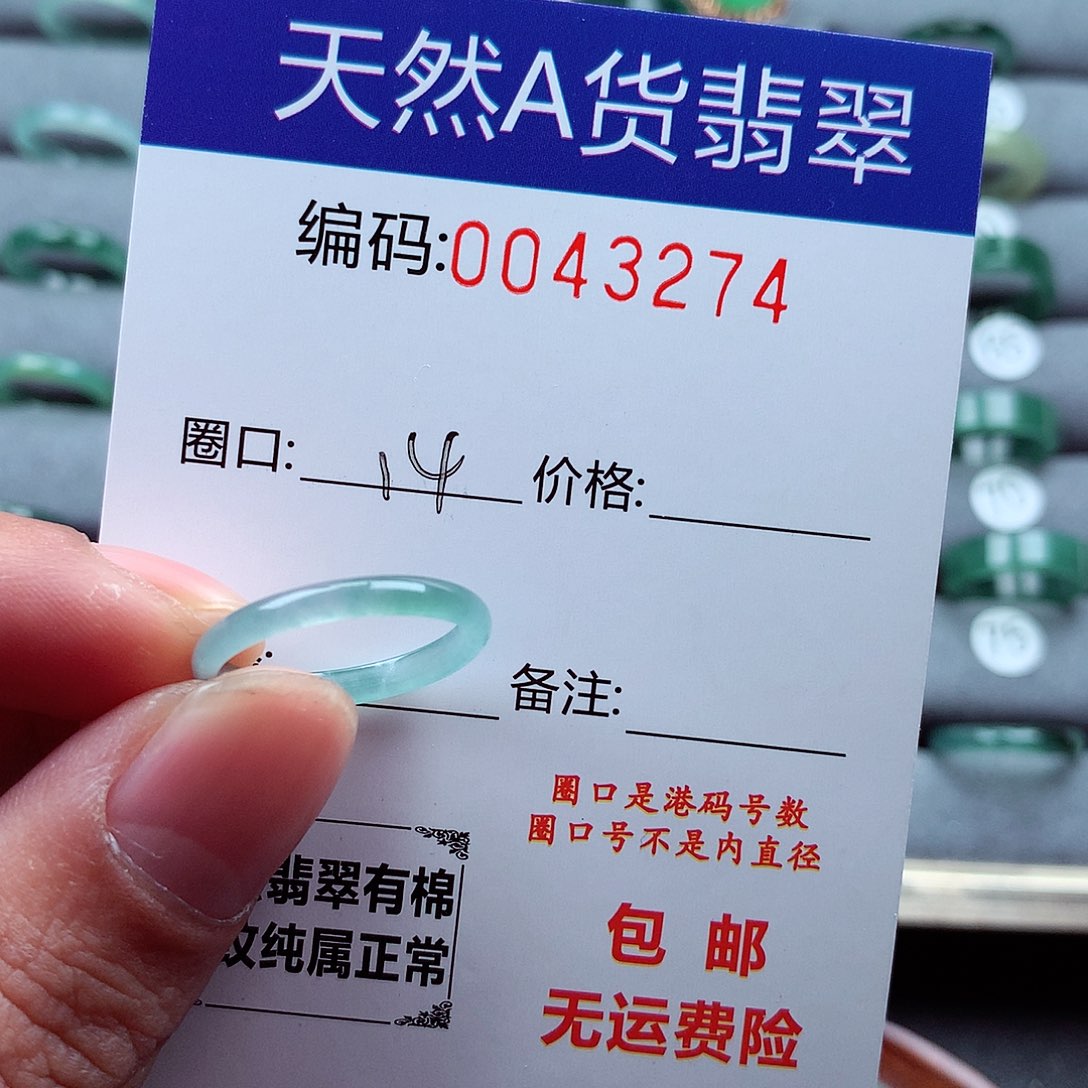 天然A货翡翠
编码:0043274
圈口: 14 价格:
备注:
圈口是港码号数
圈口号不是内直径
翡翠有棉
纹纯属正常
包 邮
无运费险
15